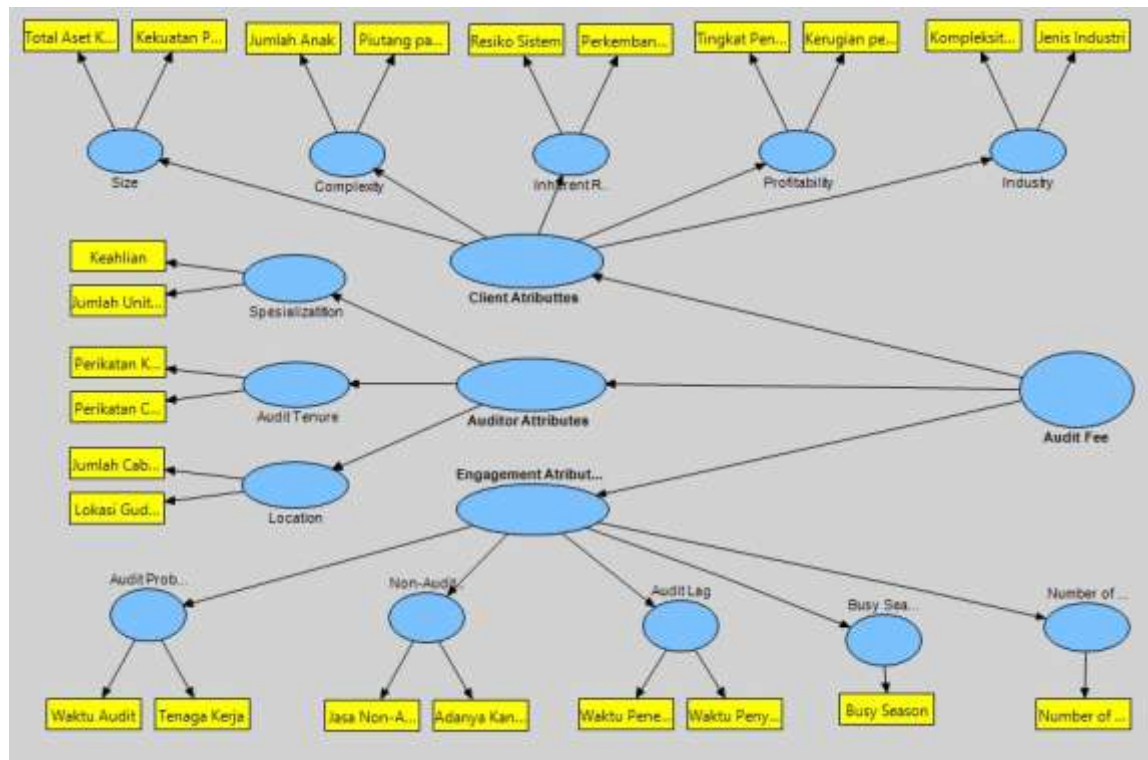 Total Aset K...
Kekuatan P...
Jumlah Anak
Piutang pa...
Resiko Sistem
Perkemban...
Tingkat Pen...
Kerugian pe...
Kompleksit...
Jenis Industri
Size
Complexity
Inherent R...
Profitability
Industry
Client Atributtes
Keahlian
Jumlah Unit...
Spesializatition
Perikatan K...
Perikatan C...
Audit Tenure
Auditor Attributes
Audit Fee
Jumlah Cab...
Lokasi Gud...
Location
Engagement Atribut...
Audit Prob...
Non-Audit...
Audit Lag
Busy Sea...
Number of ...
Waktu Audit
Tenaga Kerja
Jasa Non-A...
Adanya Kan...
Waktu Pene...
Waktu Peny...
Busy Season
Number of ...